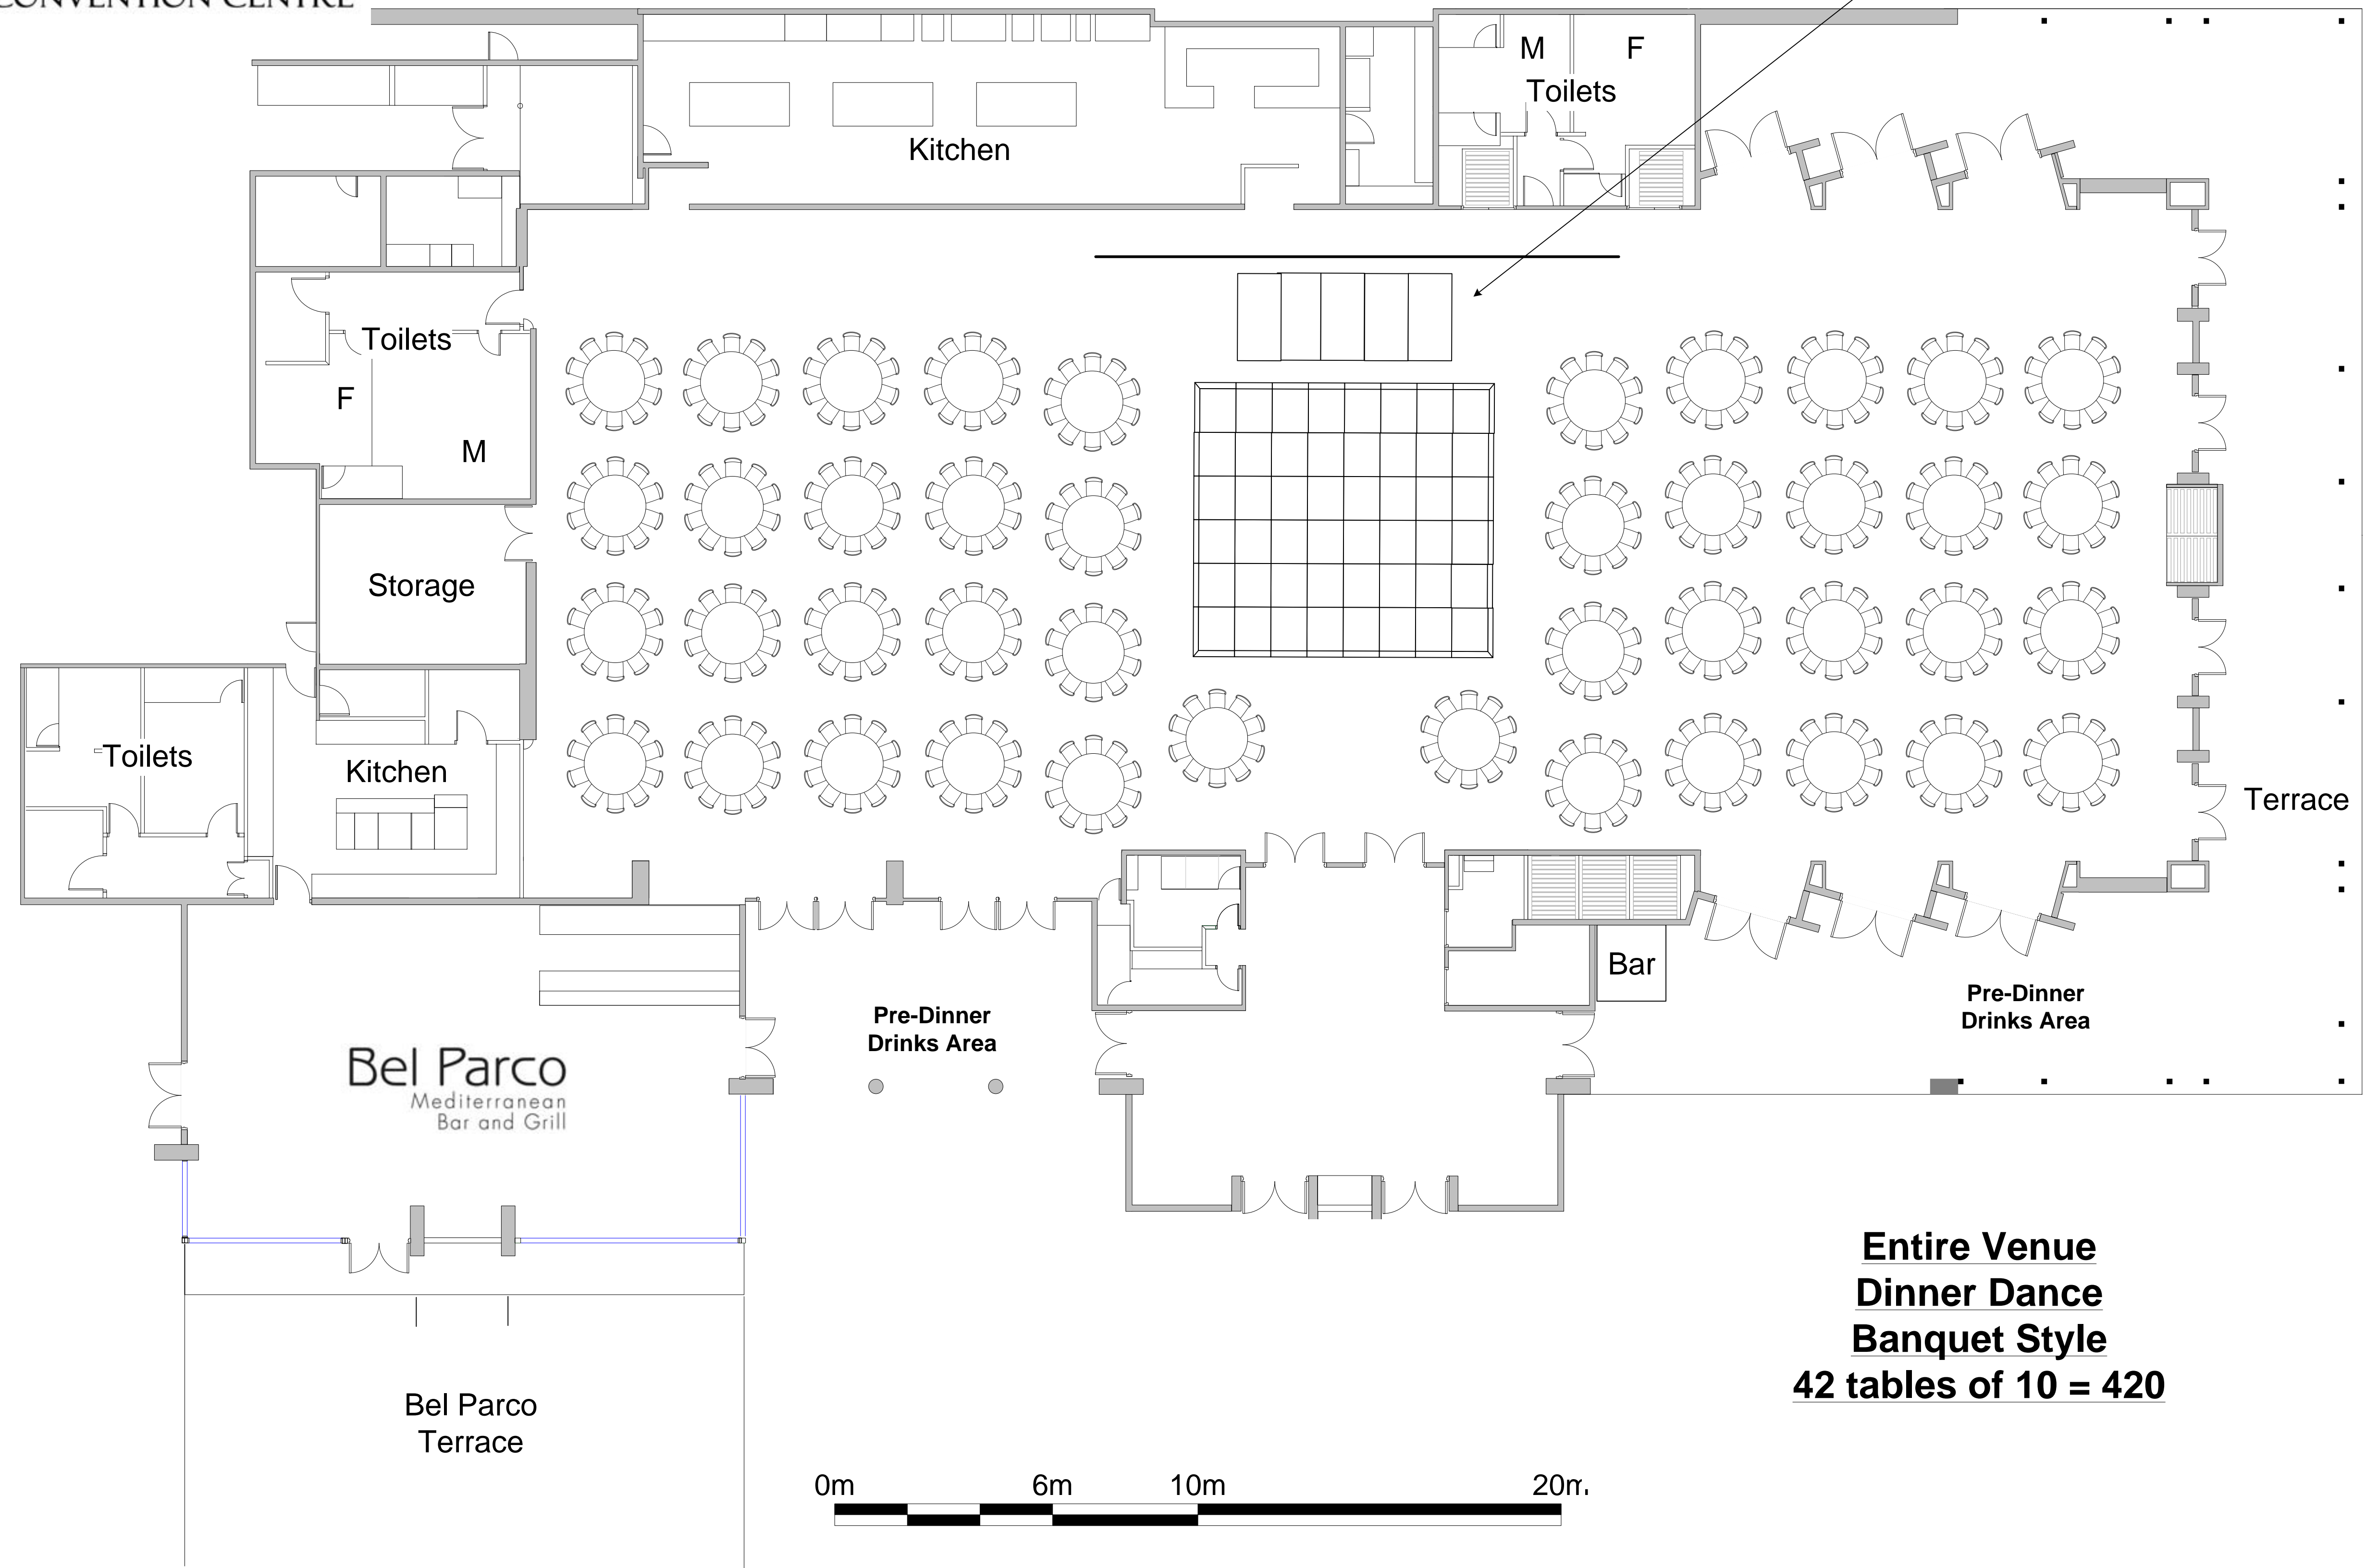 CONVENTION CENTRE
M
F
Toilets
Kitchen
Toilets
F
M
Storage
Toilets
Kitchen
Terrace
Bar
Pre-Dinner
Drinks Area
Pre-Dinner
Drinks Area
Bel Parco
Mediterranean
Bar and Grill
Entire Venue
Dinner Dance
Banquet Style
42 tables of 10 = 420
Bel Parco
Terrace
0m 6m 10m 20m